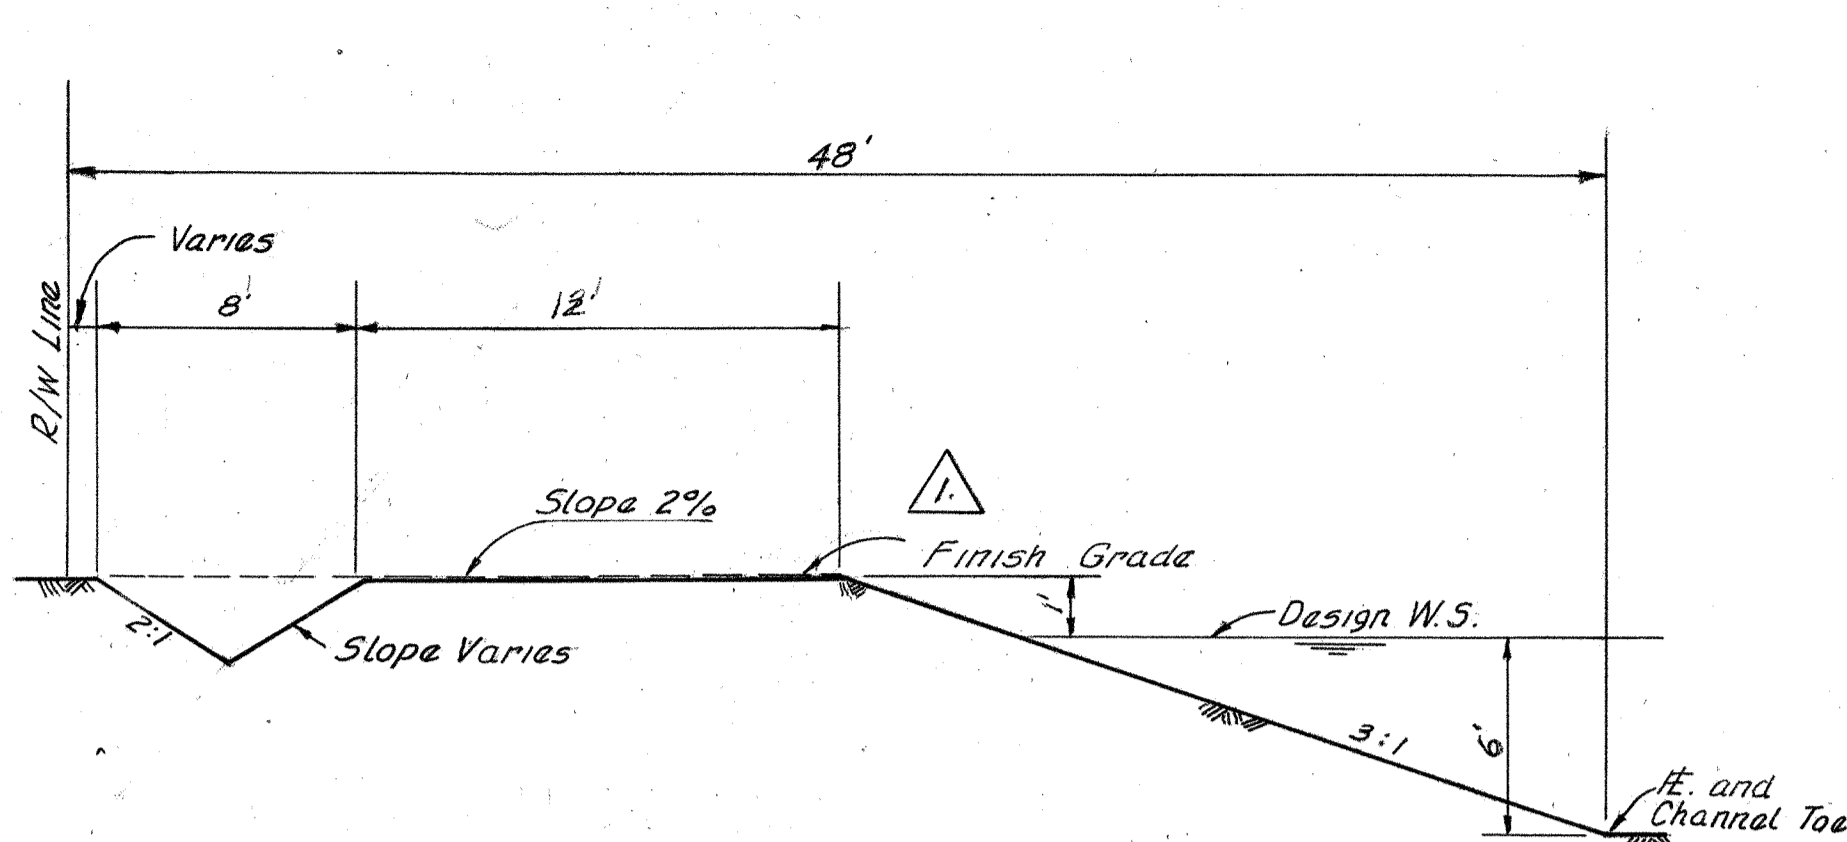 48'
Varies
8'
12'
R/W Line
1.
Slope 2%
Finish Grade
1'
Design W.S.
2:1
Slope Varies
3:1
6'
and
Channel Toe